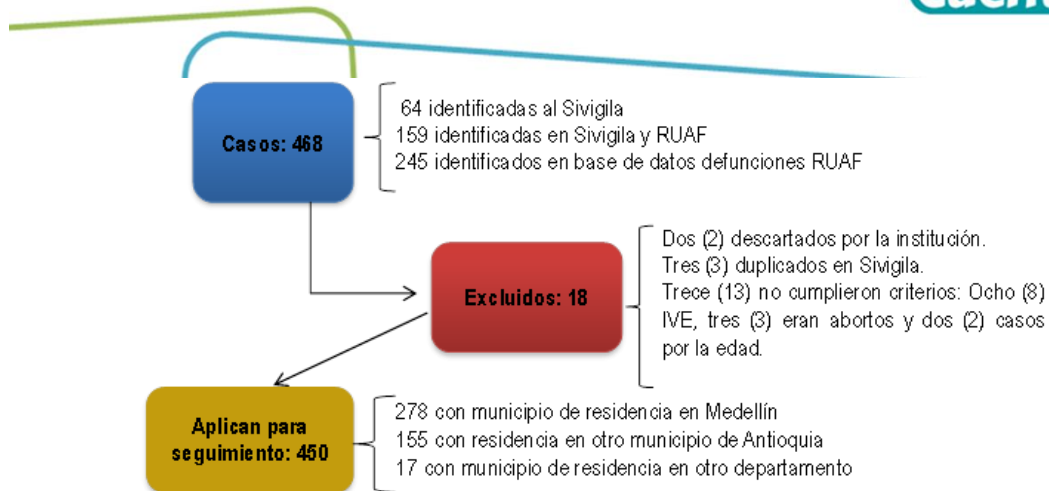 Casos: 468
64 identificadas al Sivigila
159 identificadas en Sivigila y RUAF
245 identificados en base de datos defunciones RUAF
Excluidos: 18
Dos (2) descartados por la institución.
Tres (3) duplicados en Sivigila.
Trece (13) no cumplieron criterios: Ocho (8)
IVE, tres (3) eran abortos y dos (2) casos
por la edad.
Aplican para
seguimiento: 450
278 con municipio de residencia en Medellín
155 con residencia en otro municipio de Antioquia
17 con municipio de residencia en otro departamento